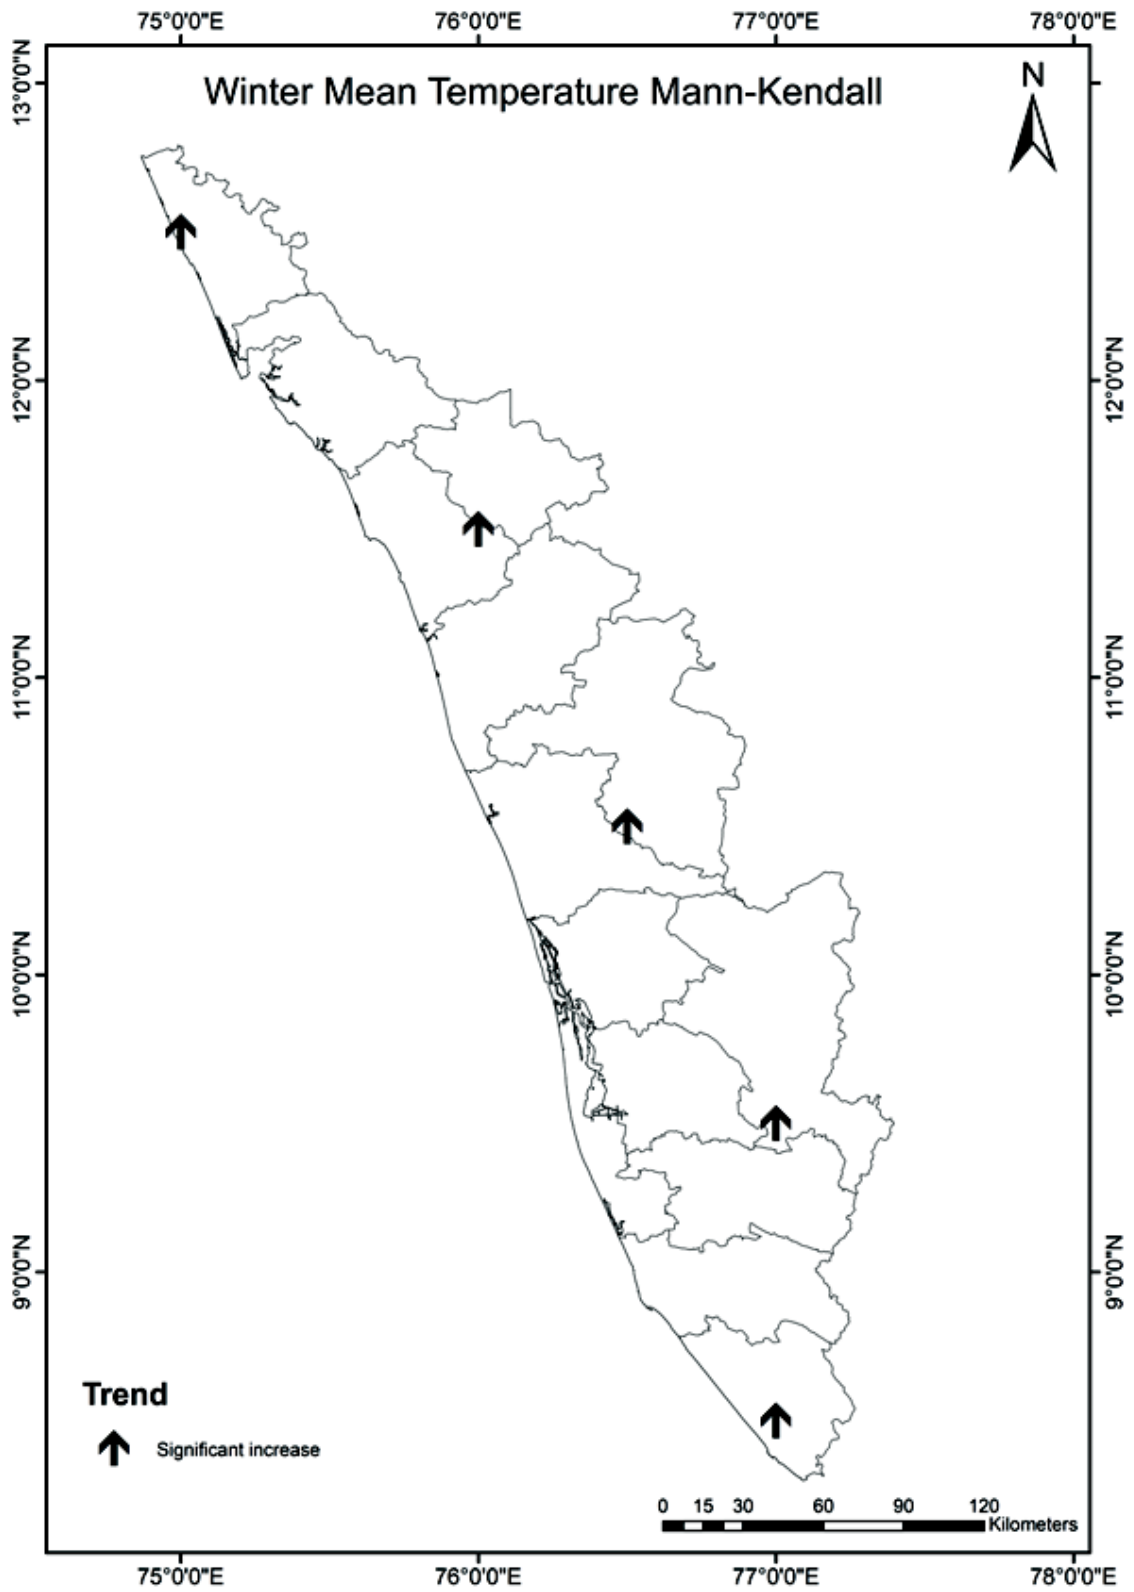 75°0'0"E 76°0'0"E 77°0'0"E 78°0'0"E
Winter Mean Temperature Mann-Kendall
N
13°0'0"N
12°0'0"N 12°0'0"N
11°0'0"N 11°0'0"N
10°0'0"N 10°0'0"N
9°0'0"N 9°0'0"N
Trend
Significant increase
0 15 30 60 90 120
Kilometers
75°0'0"E 76°0'0"E 77°0'0"E 78°0'0"E